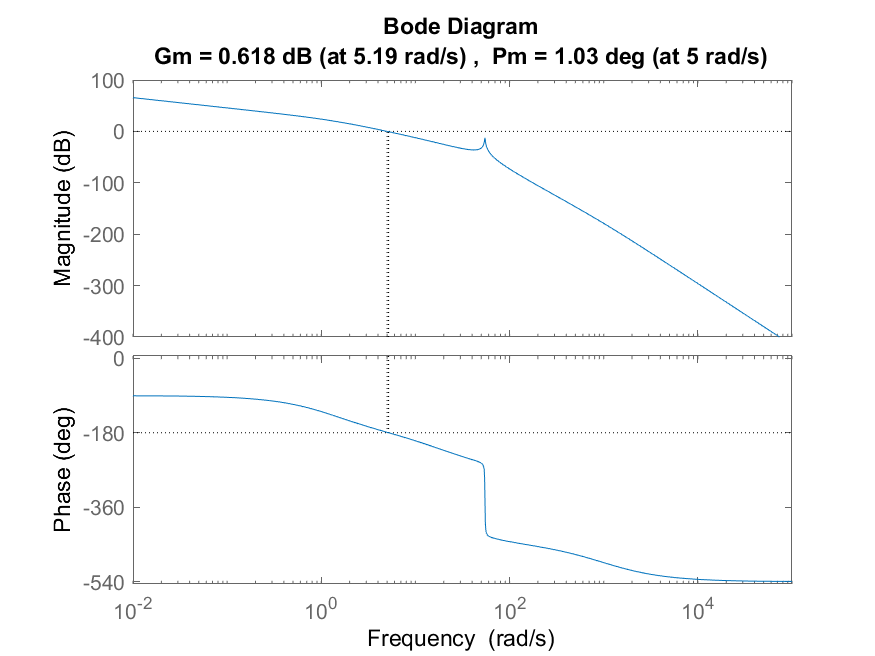 Bode Diagram
Gm = 0.618 dB (at 5.19 rad/s) ,  Pm = 1.03 deg (at 5 rad/s)
100
0
-100
-200
-300
-400
Magnitude (dB)
0
-180
-360
-540
Phase (deg)
10^-2 10^0 10^2 10^4
Frequency (rad/s)